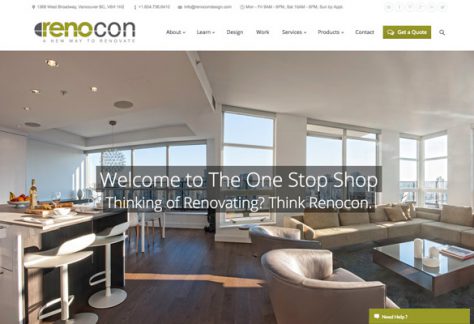 1368 West Broadway, Vancouver BC, V6H 1H3 +1.604.736.6410 info@renocondesign.com Mon - Fri 9AM - 6PM, Sat 10AM - 5PM, Sun by Appt.
renocon
A NEW WAY TO RENOVATE
About Learn Design Work Services Products Contact Get a Quote
Welcome to The One Stop Shop
Thinking of Renovating? Think Renocon.
Need Help?